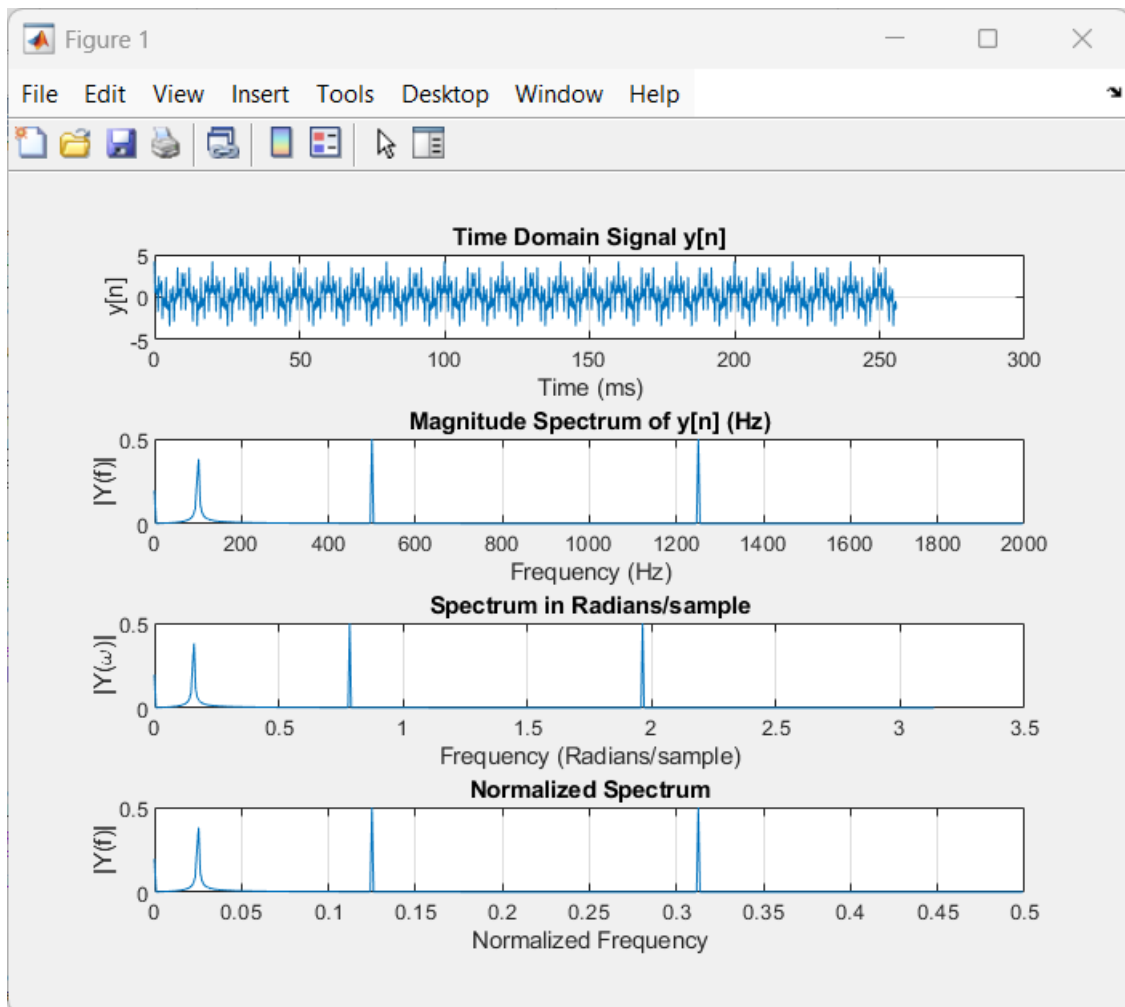 Figure 1
File Edit View Insert Tools Desktop Window Help
Time Domain Signal y[n]
5
0
-5
y[n]
0 50 100 150 200 250 300
Time (ms)
Magnitude Spectrum of y[n] (Hz)
0.5
0
|Y(f)|
0 200 400 600 800 1000 1200 1400 1600 1800 2000
Frequency (Hz)
Spectrum in Radians/sample
0.5
0
|Y(ω)|
0 0.5 1 1.5 2 2.5 3 3.5
Frequency (Radians/sample)
Normalized Spectrum
0.5
0
|Y(f)|
0 0.05 0.1 0.15 0.2 0.25 0.3 0.35 0.4 0.45 0.5
Normalized Frequency